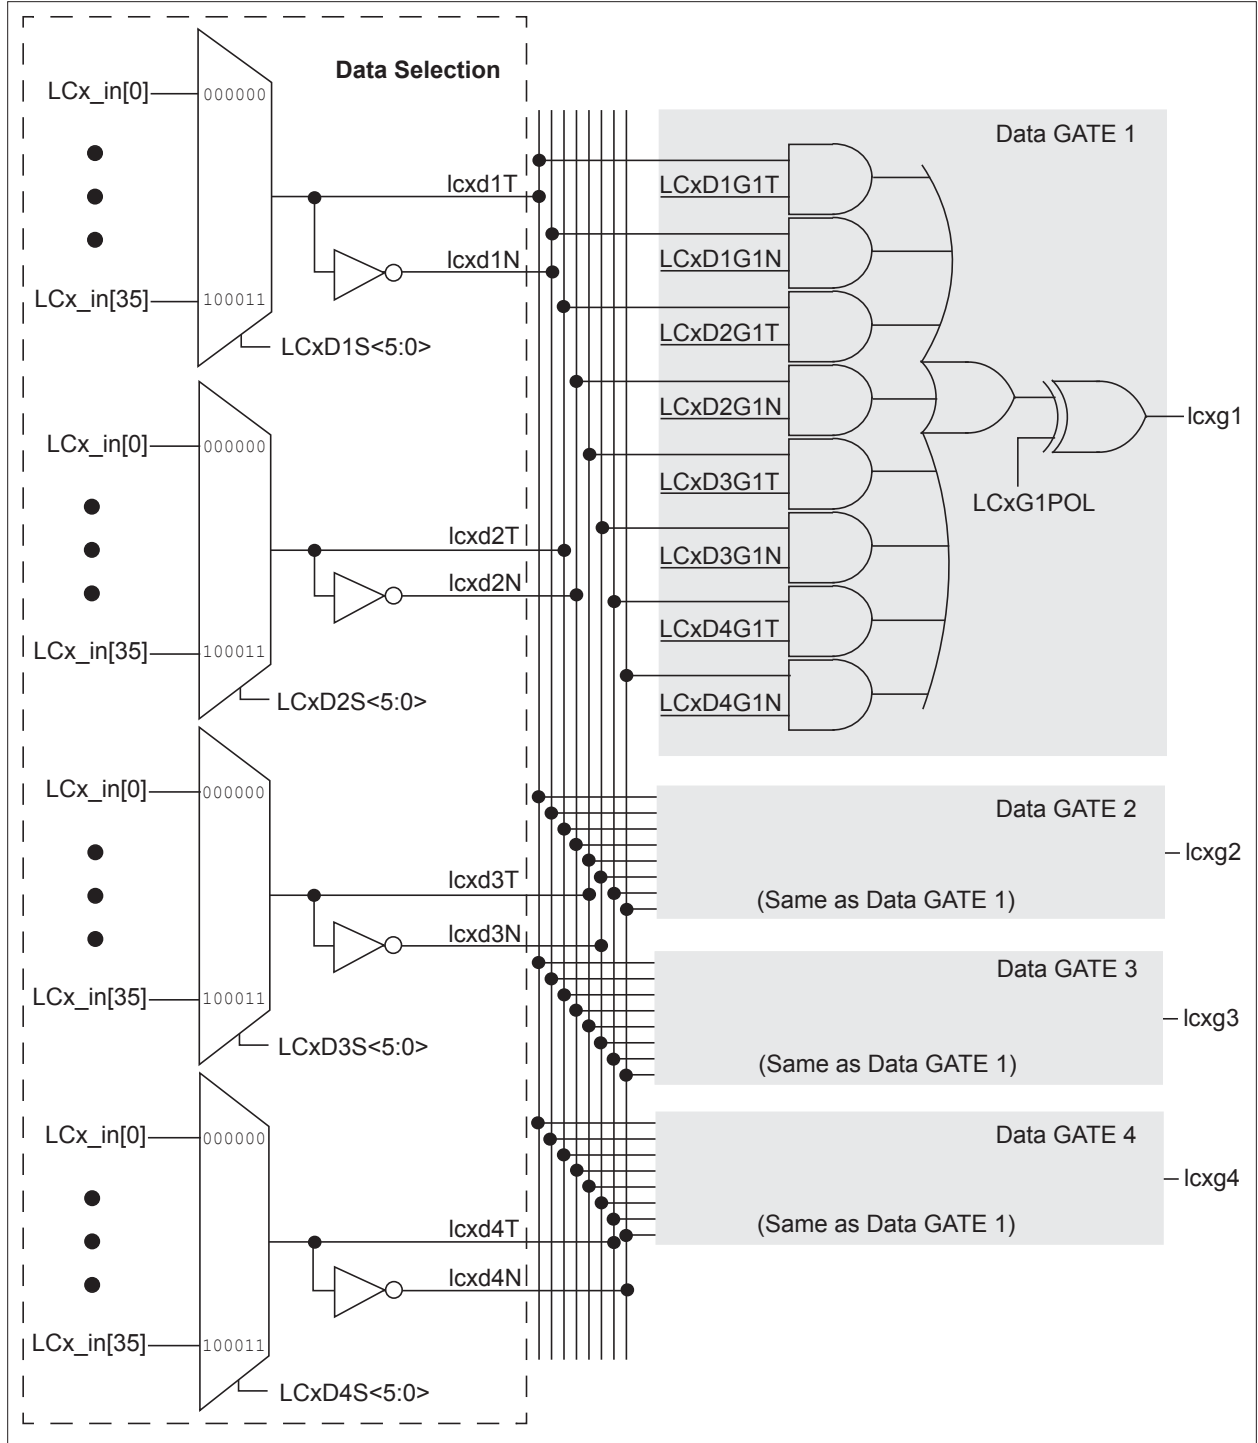 Data Selection
LCx_in[0]
000000
LCx_in[35]
100011
LCxD1S<5:0>
lcxd1T
lcxd1N
LCx_in[0]
000000
LCx_in[35]
100011
LCxD2S<5:0>
lcxd2T
lcxd2N
LCx_in[0]
000000
LCx_in[35]
100011
LCxD3S<5:0>
lcxd3T
lcxd3N
LCx_in[0]
000000
LCx_in[35]
100011
LCxD4S<5:0>
lcxd4T
lcxd4N
Data GATE 1
LCxD1G1T
LCxD1G1N
LCxD2G1T
LCxD2G1N
LCxD3G1T
LCxD3G1N
LCxD4G1T
LCxD4G1N
LCxG1POL
lcxg1
Data GATE 2
(Same as Data GATE 1)
lcxg2
Data GATE 3
(Same as Data GATE 1)
lcxg3
Data GATE 4
(Same as Data GATE 1)
lcxg4